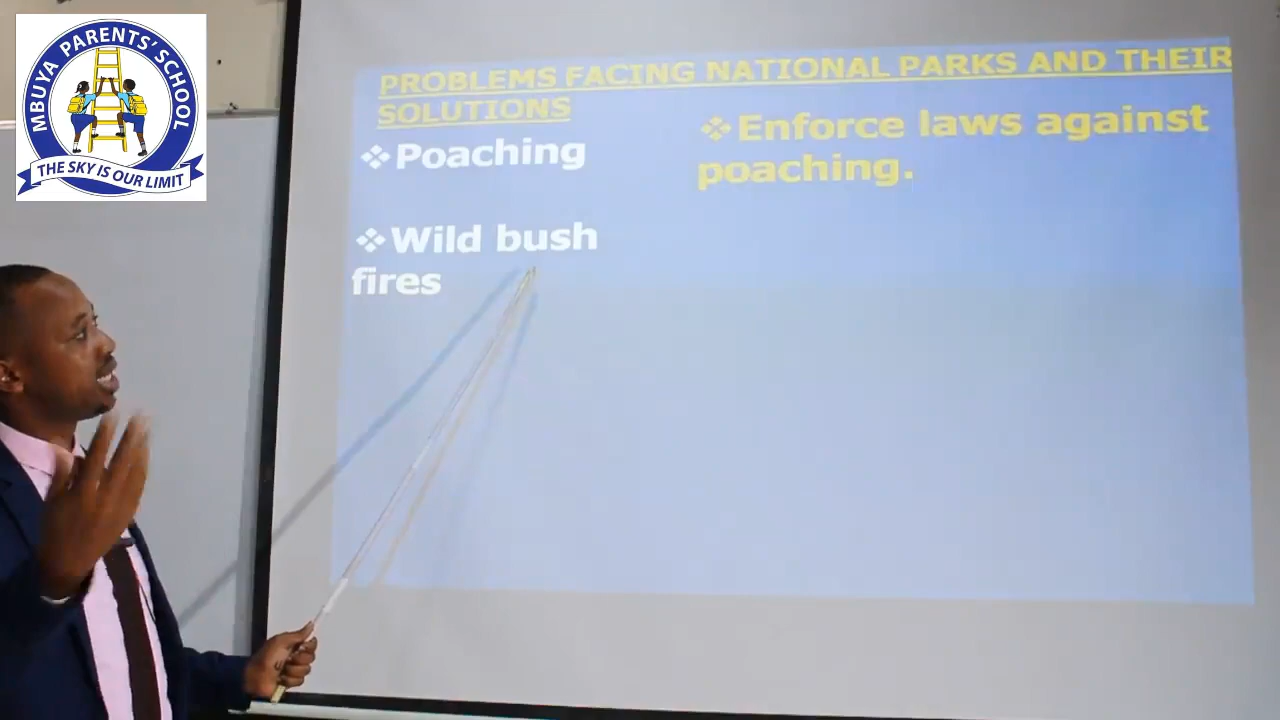 MBUYA PARENTS' SCHOOL
THE SKY IS OUR LIMIT
PROBLEMS FACING NATIONAL PARKS AND THEIR
SOLUTIONS
❖Poaching
❖Enforce laws against
poaching.
❖Wild bush
fires